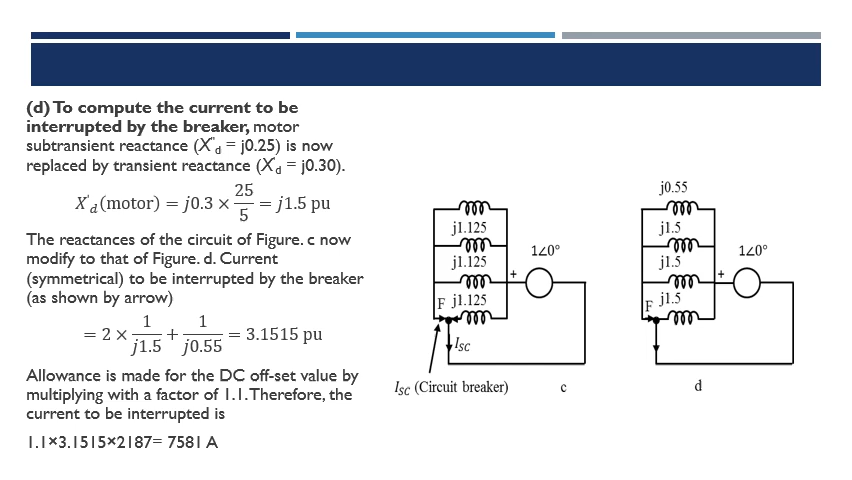 (d) To compute the current to be
interrupted by the breaker, motor
subtransient reactance (X"d = j0.25) is now
replaced by transient reactance (X'd = j0.30).
X'd(motor) = j0.3 × 25/5 = j1.5 pu
The reactances of the circuit of Figure. c now
modify to that of Figure. d. Current
(symmetrical) to be interrupted by the breaker
(as shown by arrow)
= 2 × 1/j1.5 + 1/j0.55 = 3.1515 pu
Allowance is made for the DC off-set value by
multiplying with a factor of 1.1.Therefore, the
current to be interrupted is
1.1×3.1515×2187= 7581 A
j1.125
j1.125
F j1.125
1∠0°
+
ISC
ISC (Circuit breaker)
c
j0.55
j1.5
j1.5
F j1.5
1∠0°
+
d